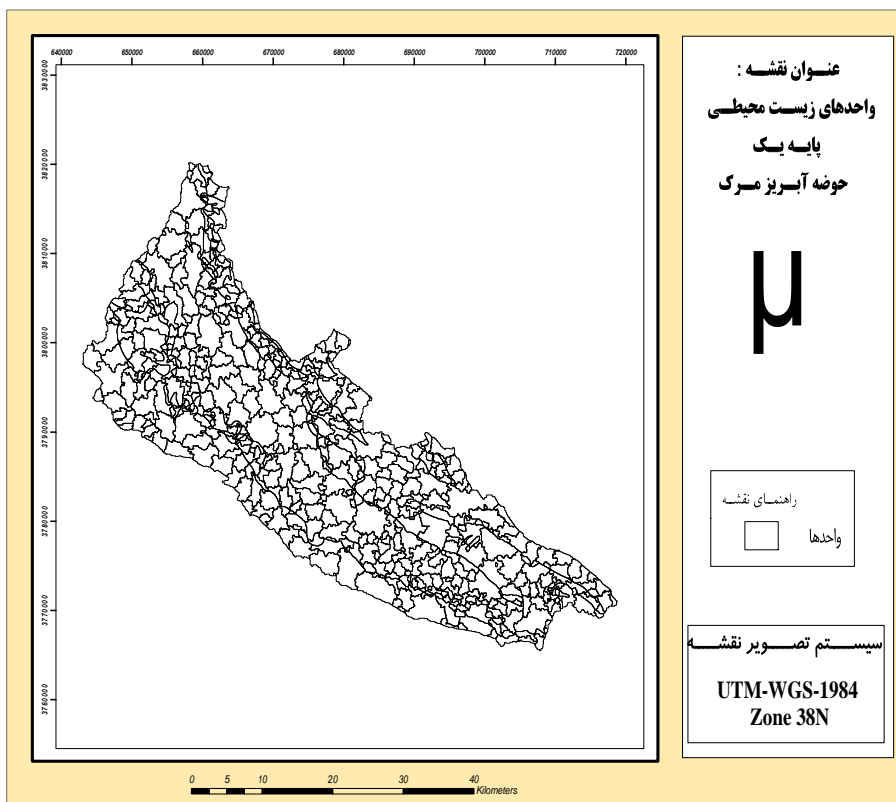 640000 650000 660000 670000 680000 690000 700000 710000 720000
3830000
3820000
3810000
3800000
3790000
3780000
3770000
3760000
0 5 10 20 30 40
Kilometers
عنوان نقشه :
واحدهای زیست محیطی
پایه یک
حوضه آبریز مرک
µ
راهنمای نقشه
واحدها
سیستم تصویر نقشه
UTM-WGS-1984
Zone 38N